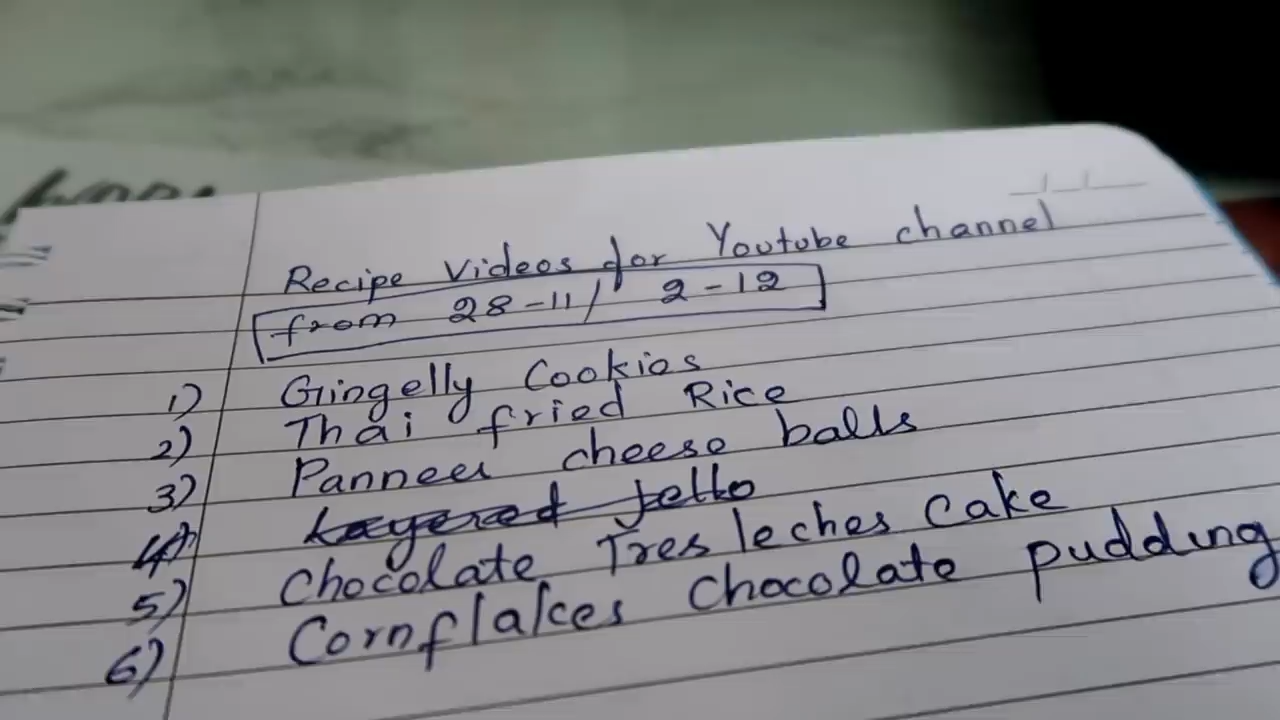 Recipe Videos for Youtube channel
from 28-11/ 2-12
1) Gingelly Cookies
2) Thai fried Rice
3) Panneer cheese balls
4) Layered Jello
5) Chocolate Tres leches Cake
6) Cornflakes Chocolate pudding